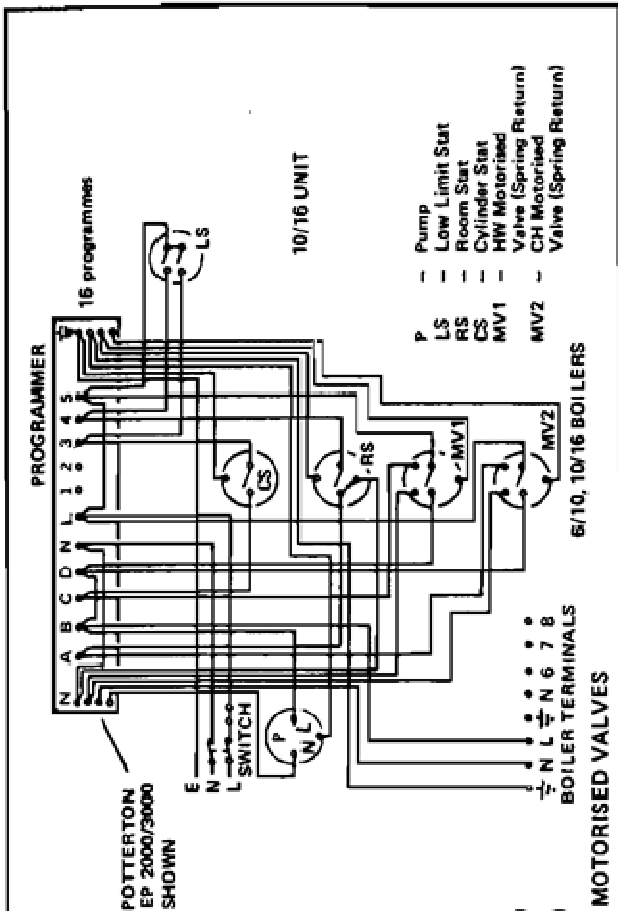 PROGRAMMER
16 programmes
N A B C D N L 1 2 3 4 5
POTTERTON
EP 2000/3000
SHOWN
LS
10/16 UNIT
E
N
L
SWITCH
P
N L
CS
RS
MV1
MV2
P - Pump
LS - Low Limit Stat
RS - Room Stat
CS - Cylinder Stat
MV1 - HW Motorised
Valve (Spring Return)
MV2 - CH Motorised
Valve (Spring Return)
N L N 6 7 8
BOILER TERMINALS
6/10, 10/16 BOILERS
MOTORISED VALVES